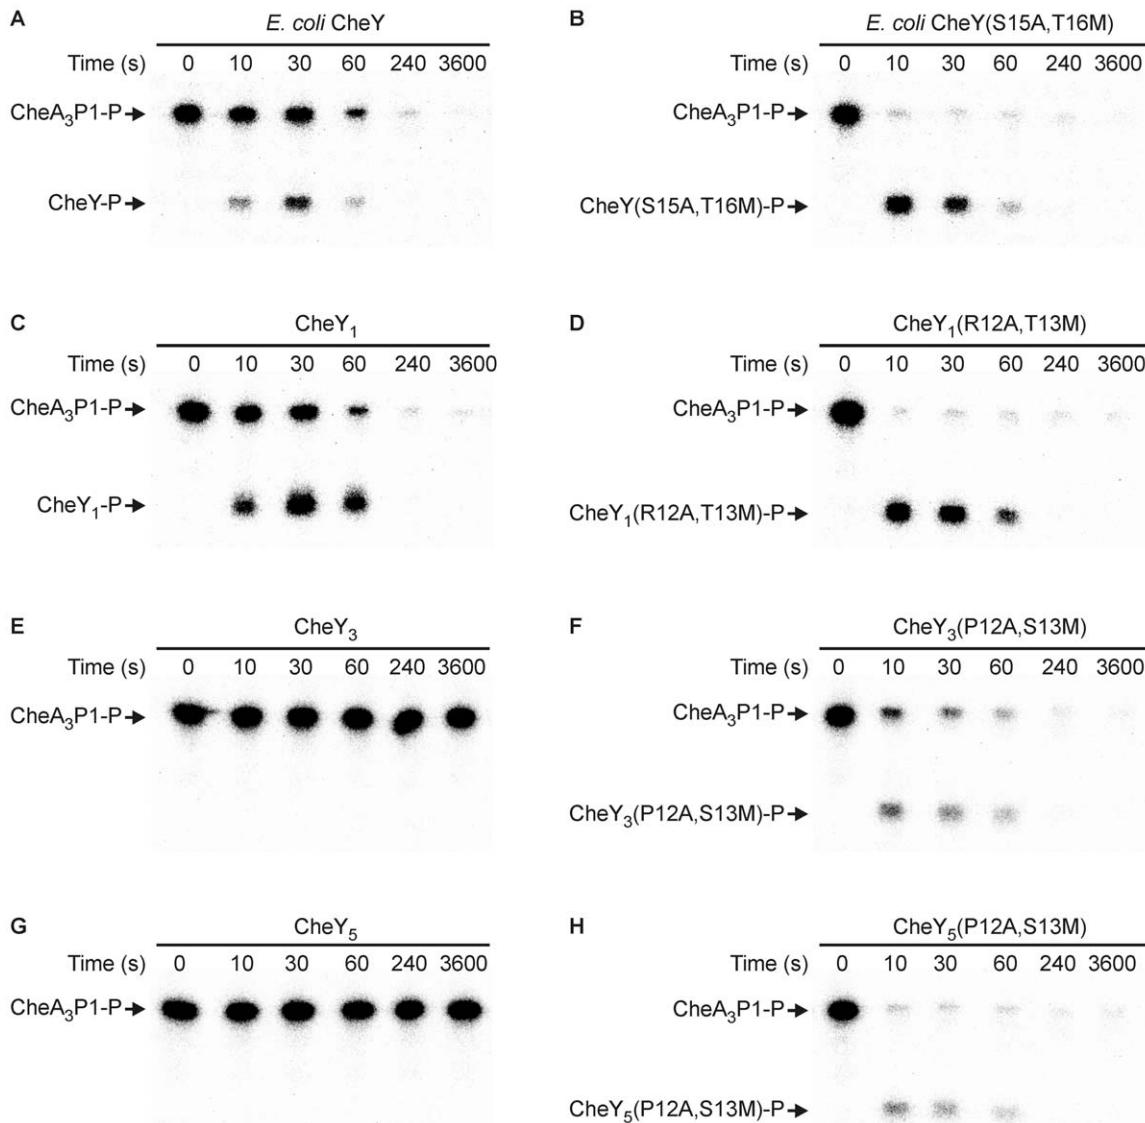 A
E. coli CheY
Time (s) 0 10 30 60 240 3600
CheA₃P1-P
CheY-P
B
E. coli CheY(S15A,T16M)
Time (s) 0 10 30 60 240 3600
CheA₃P1-P
CheY(S15A,T16M)-P
C
CheY₁
Time (s) 0 10 30 60 240 3600
CheA₃P1-P
CheY₁-P
D
CheY₁(R12A,T13M)
Time (s) 0 10 30 60 240 3600
CheA₃P1-P
CheY₁(R12A,T13M)-P
E
CheY₃
Time (s) 0 10 30 60 240 3600
CheA₃P1-P
F
CheY₃(P12A,S13M)
Time (s) 0 10 30 60 240 3600
CheA₃P1-P
CheY₃(P12A,S13M)-P
G
CheY₅
Time (s) 0 10 30 60 240 3600
CheA₃P1-P
H
CheY₅(P12A,S13M)
Time (s) 0 10 30 60 240 3600
CheA₃P1-P
CheY₅(P12A,S13M)-P